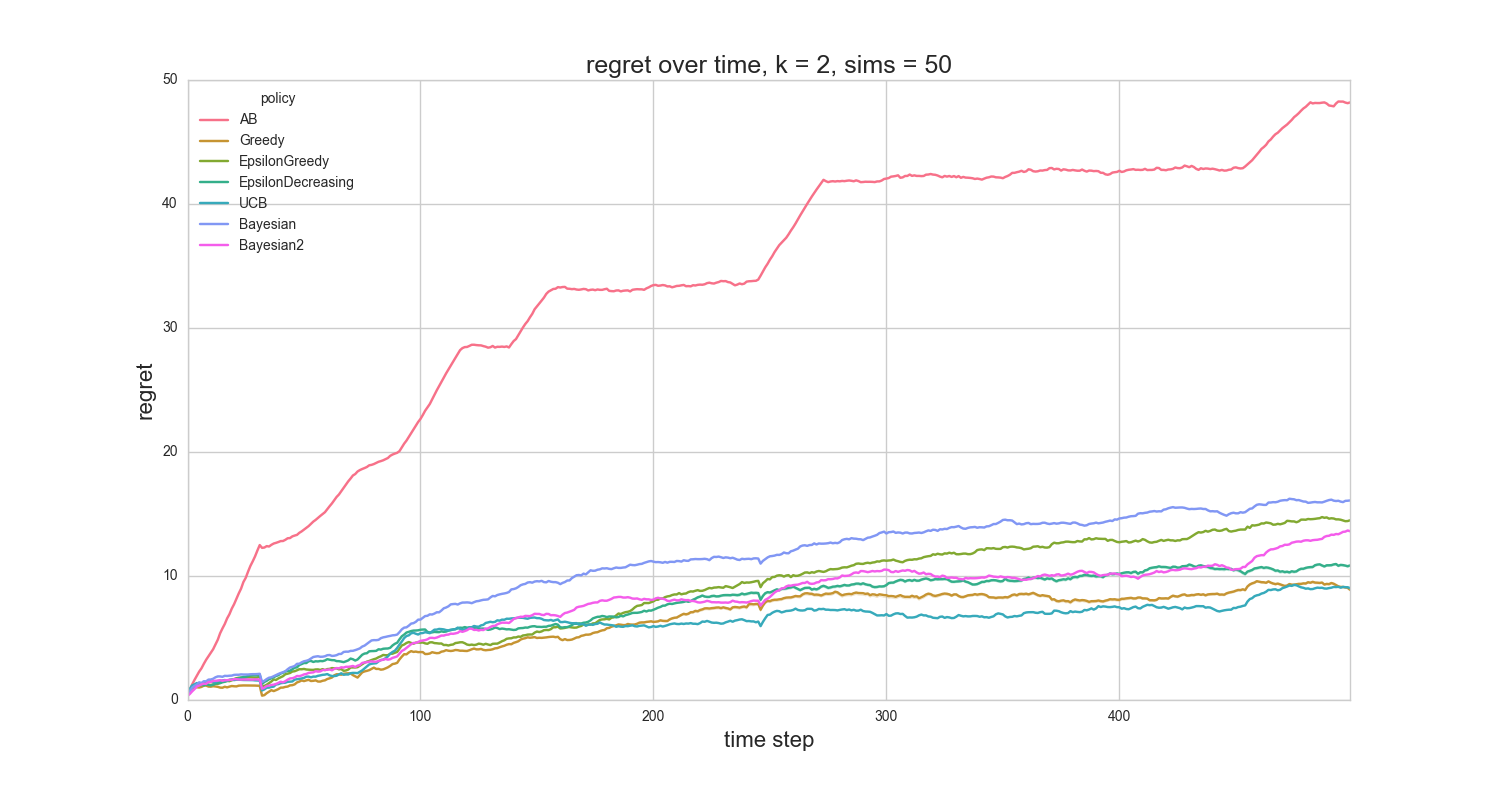 regret over time, k = 2, sims = 50
policy
AB
Greedy
EpsilonGreedy
EpsilonDecreasing
UCB
Bayesian
Bayesian2
50
40
30
20
10
0
regret
0 100 200 300 400
time step